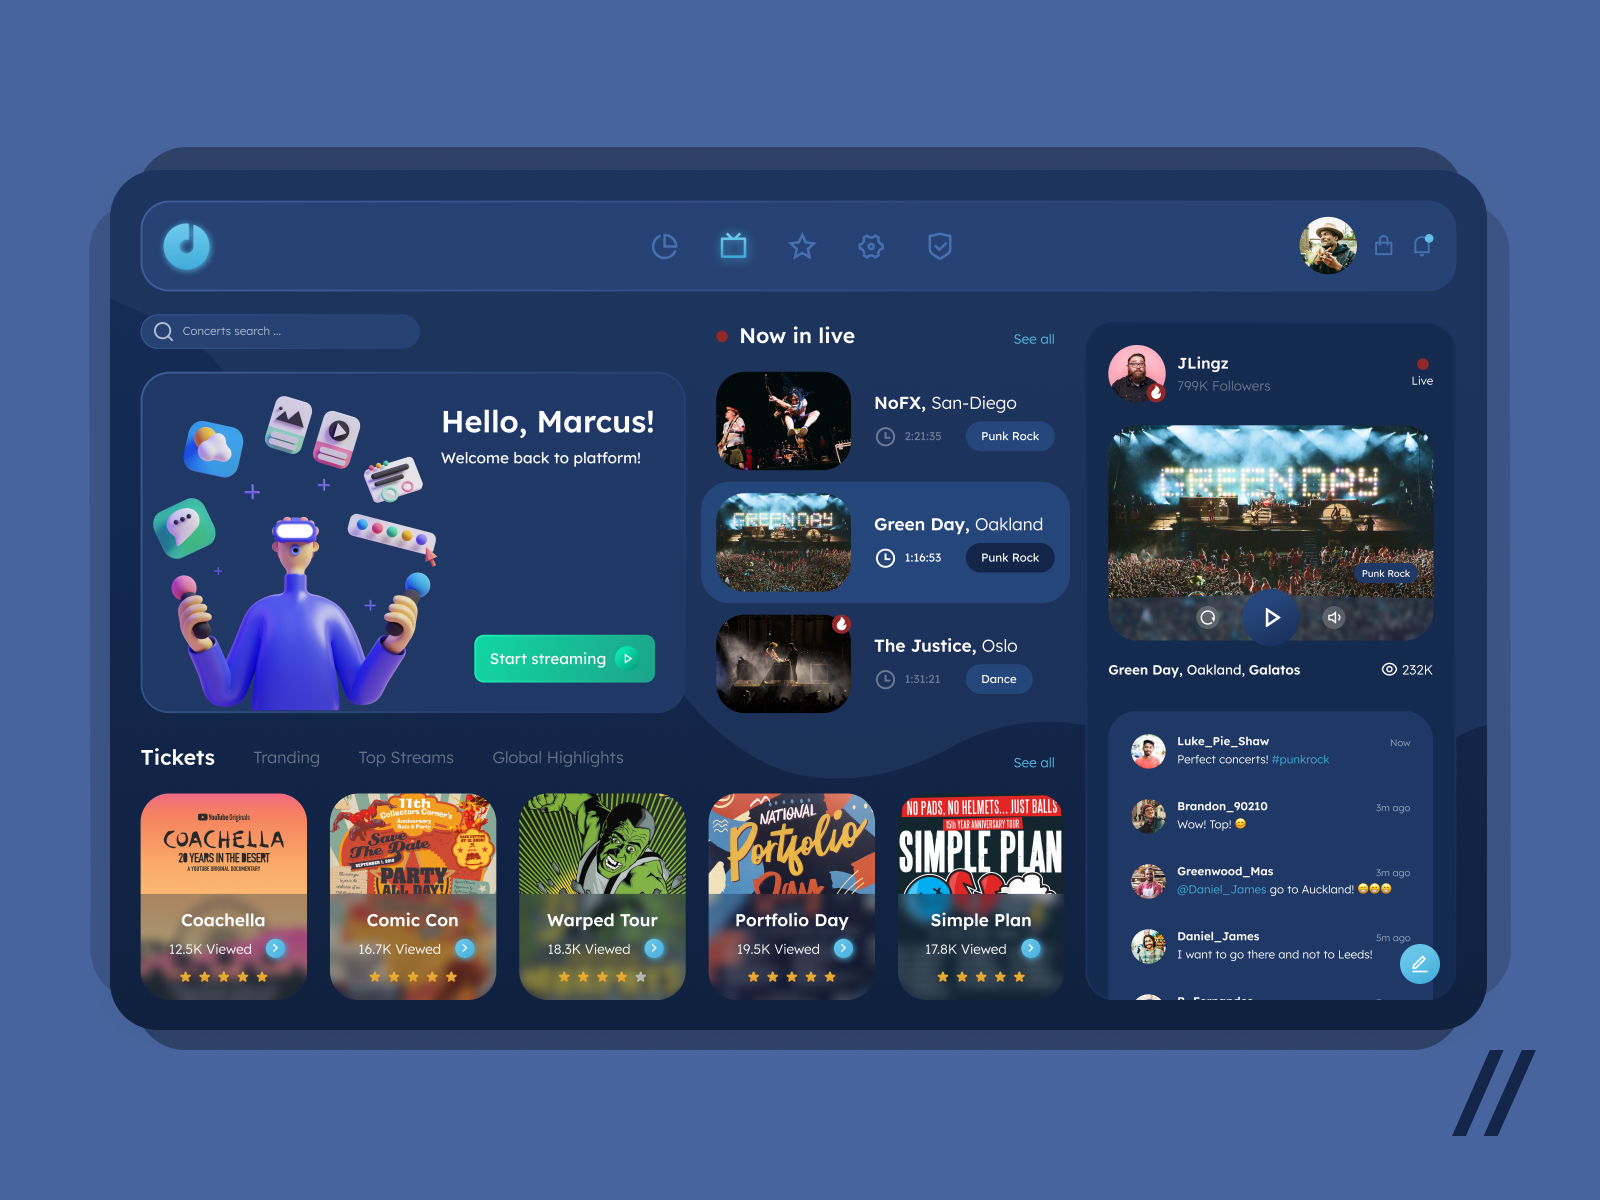 Concerts search ...
Hello, Marcus!
Welcome back to platform!
Start streaming
Now in live
See all
NoFX, San-Diego
2:21:35
Punk Rock
GREEN DAY
Green Day, Oakland
1:16:53
Punk Rock
The Justice, Oslo
1:31:21
Dance
JLingz
799K Followers
Live
GREEN DAY
Punk Rock
Green Day, Oakland, Galatos
232K
Luke_Pie_Shaw
Now
Perfect concerts! #punkrock
Brandon_90210
3m ago
Wow! Top! 😊
Greenwood_Mas
3m ago
@Daniel_James go to Auckland! 😁😁😁
Daniel_James
5m ago
I want to go there and not to Leeds!
Tickets
Tranding
Top Streams
Global Highlights
See all
YouTube Originals
COACHELLA
20 YEARS IN THE DESERT
A YOUTUBE ORIGINAL DOCUMENTARY
Coachella
12.5K Viewed
11th
Collectors Corner's
Anniversary
Sale & Party
Save
The Date
SEPTEMBER 1, 2012
PARTY
ALL DAY!
Comic Con
16.7K Viewed
Warped Tour
18.3K Viewed
NATIONAL
Portfolio
Day
Portfolio Day
19.5K Viewed
NO PADS, NO HELMETS... JUST BALLS
15th YEAR ANNIVERSARY TOUR
SIMPLE PLAN
Simple Plan
17.8K Viewed